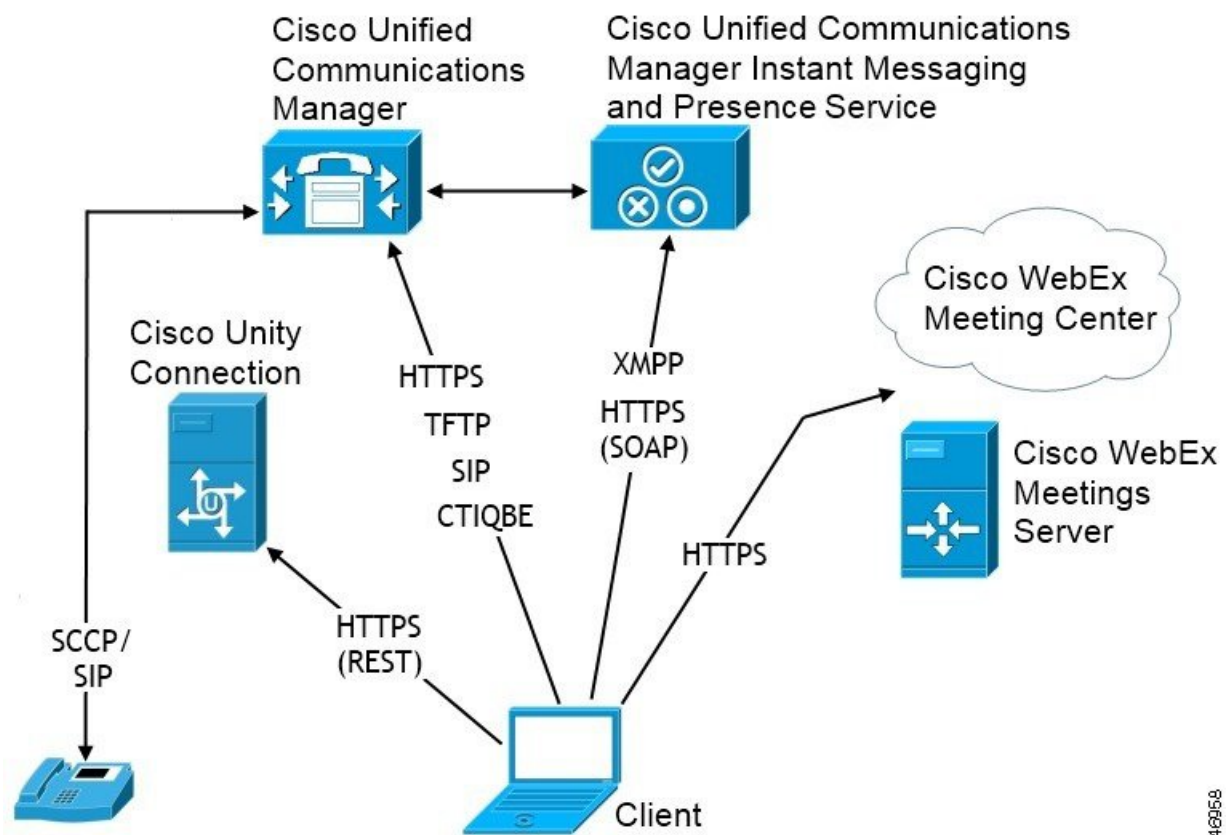 Cisco Unified
Communications
Manager
Cisco Unified Communications
Manager Instant Messaging
and Presence Service
Cisco WebEx
Meeting Center
Cisco Unity
Connection
HTTPS
TFTP
SIP
CTIQBE
XMPP
HTTPS
(SOAP)
Cisco WebEx
Meetings
Server
HTTPS
U
HTTPS
(REST)
SCCP/
SIP
Client